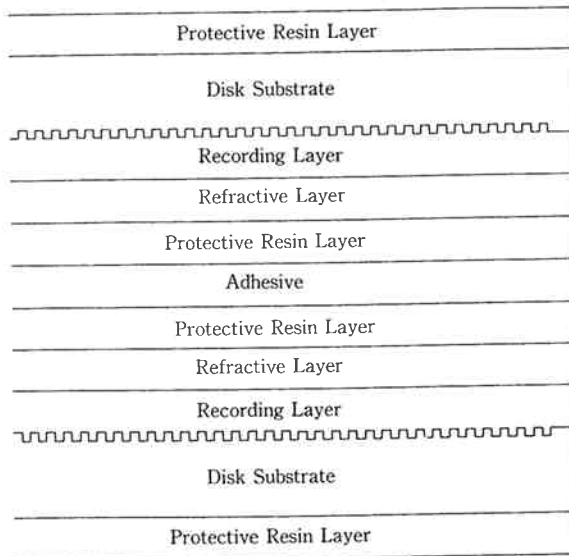 Protective Resin Layer
Disk Substrate
Recording Layer
Refractive Layer
Protective Resin Layer
Adhesive
Protective Resin Layer
Refractive Layer
Recording Layer
Disk Substrate
Protective Resin Layer